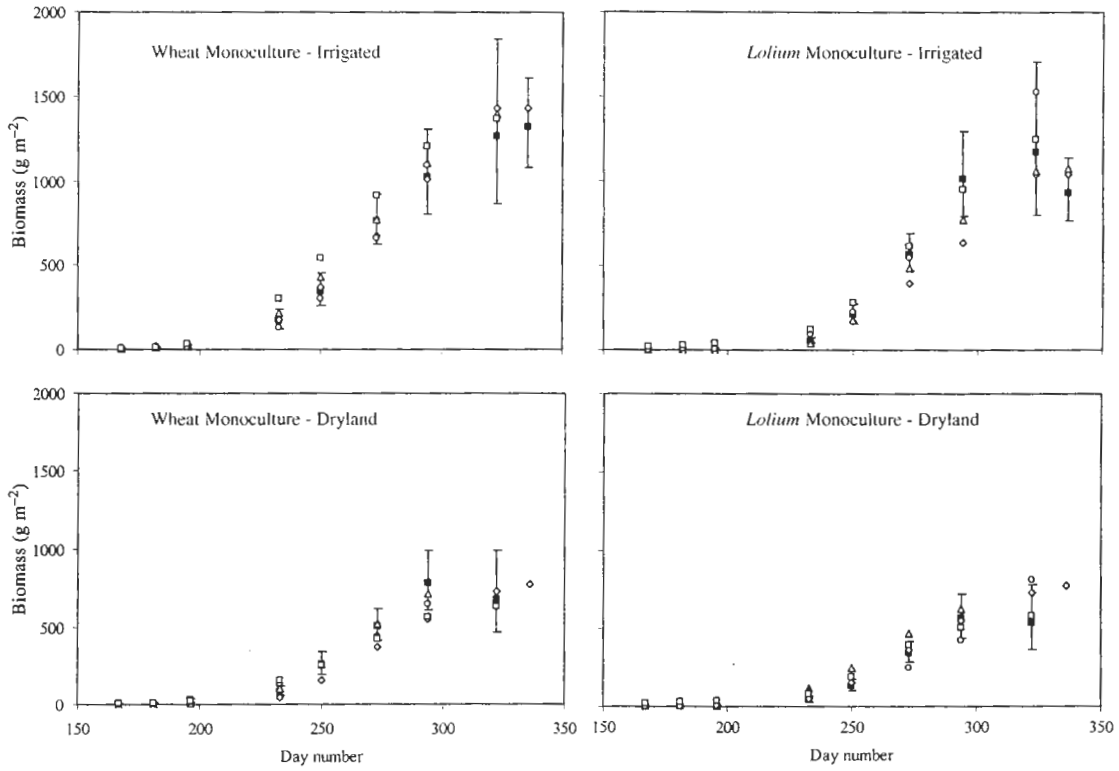 2000
1500
1000
500
0
Biomass (g m−2)
Wheat Monoculture - Irrigated
Lolium Monoculture - Irrigated
2000
1500
1000
500
0
Biomass (g m−2)
Wheat Monoculture - Dryland
Lolium Monoculture - Dryland
150 200 250 300 350
150 200 250 300 350
Day number
Day number